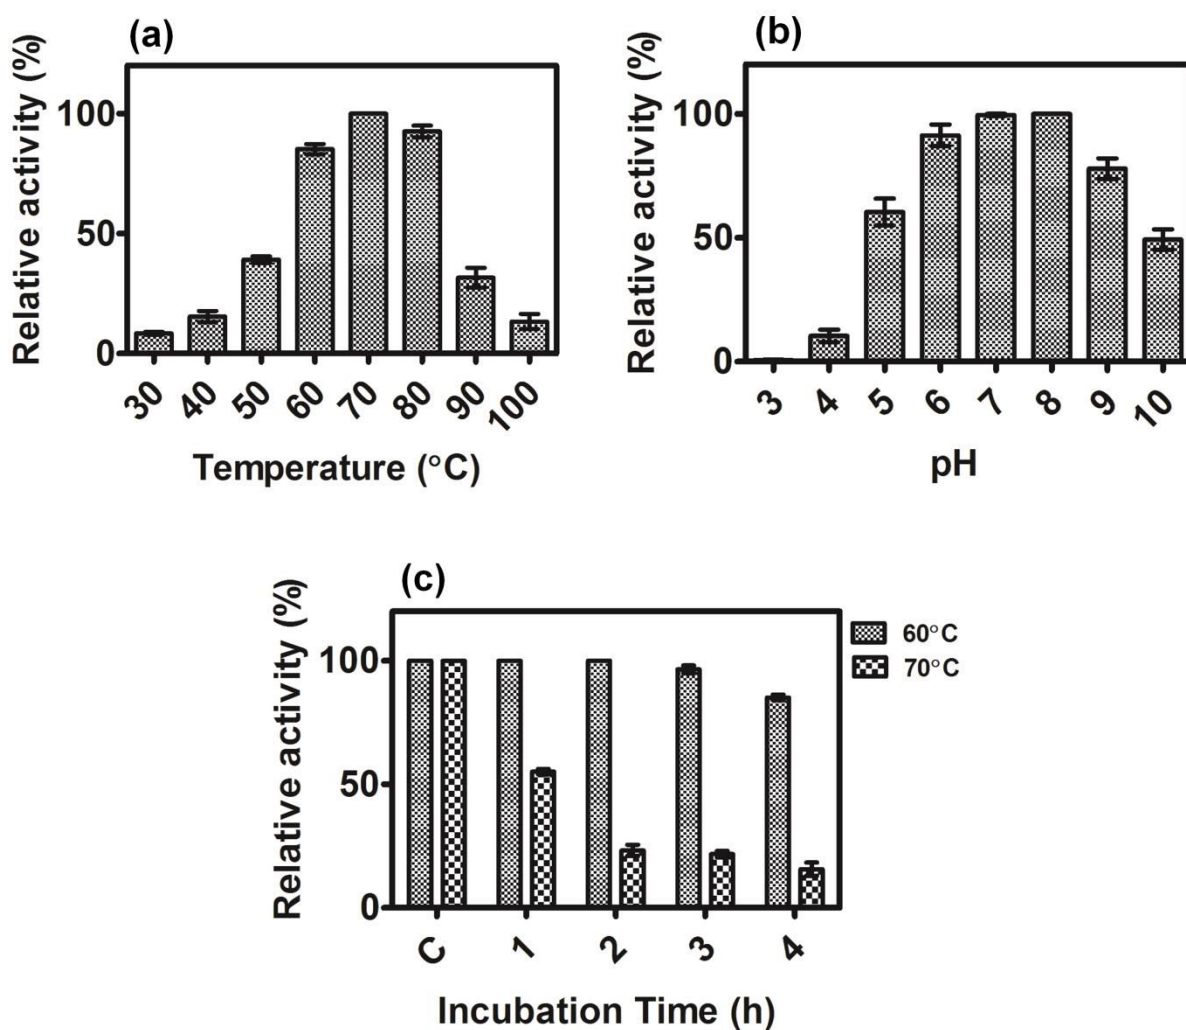 (a)
Relative activity (%)
100
50
0
30 40 50 60 70 80 90 100
Temperature (°C)
(b)
Relative activity (%)
100
50
0
3 4 5 6 7 8 9 10
pH
(c)
Relative activity (%)
100
50
0
C 1 2 3 4
Incubation Time (h)
60°C
70°C